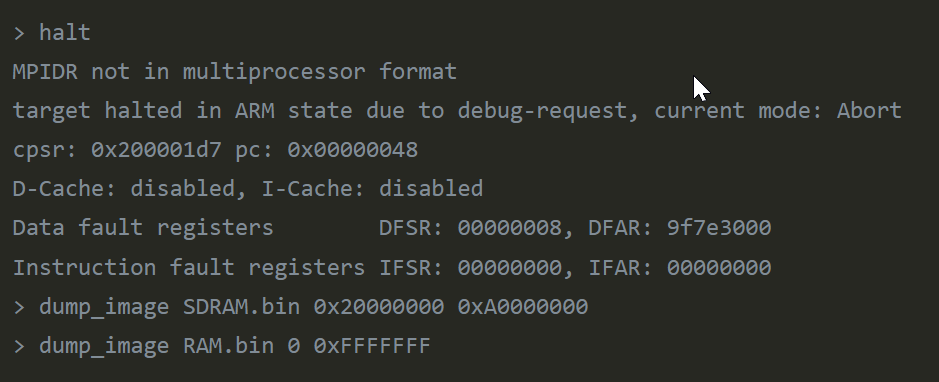 > halt
MPIDR not in multiprocessor format
target halted in ARM state due to debug-request, current mode: Abort
cpsr: 0x200001d7 pc: 0x00000048
D-Cache: disabled, I-Cache: disabled
Data fault registers        DFSR: 00000008, DFAR: 9f7e3000
Instruction fault registers IFSR: 00000000, IFAR: 00000000
> dump_image SDRAM.bin 0x20000000 0xA0000000
> dump_image RAM.bin 0 0xFFFFFFF